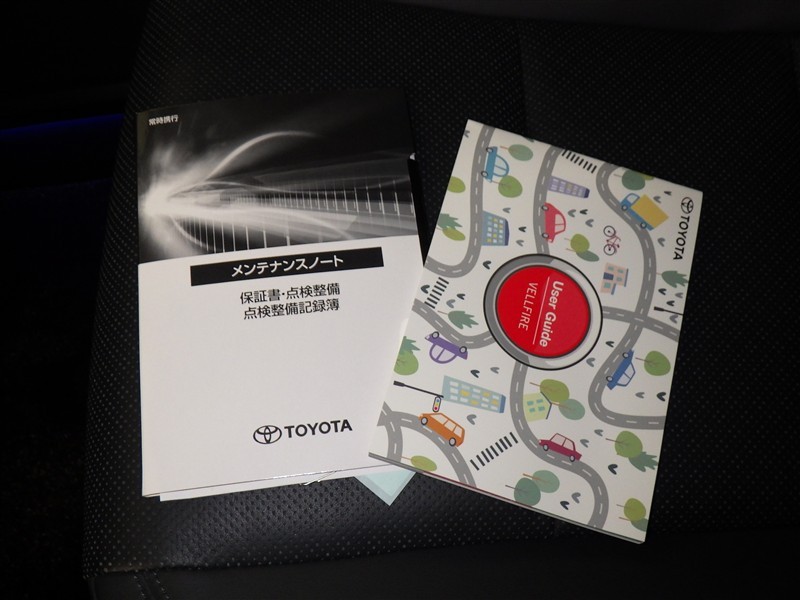 常時携行
メンテナンスノート
保証書・点検整備
点検整備記録簿
TOYOTA
TOYOTA
User Guide
VELLFIRE